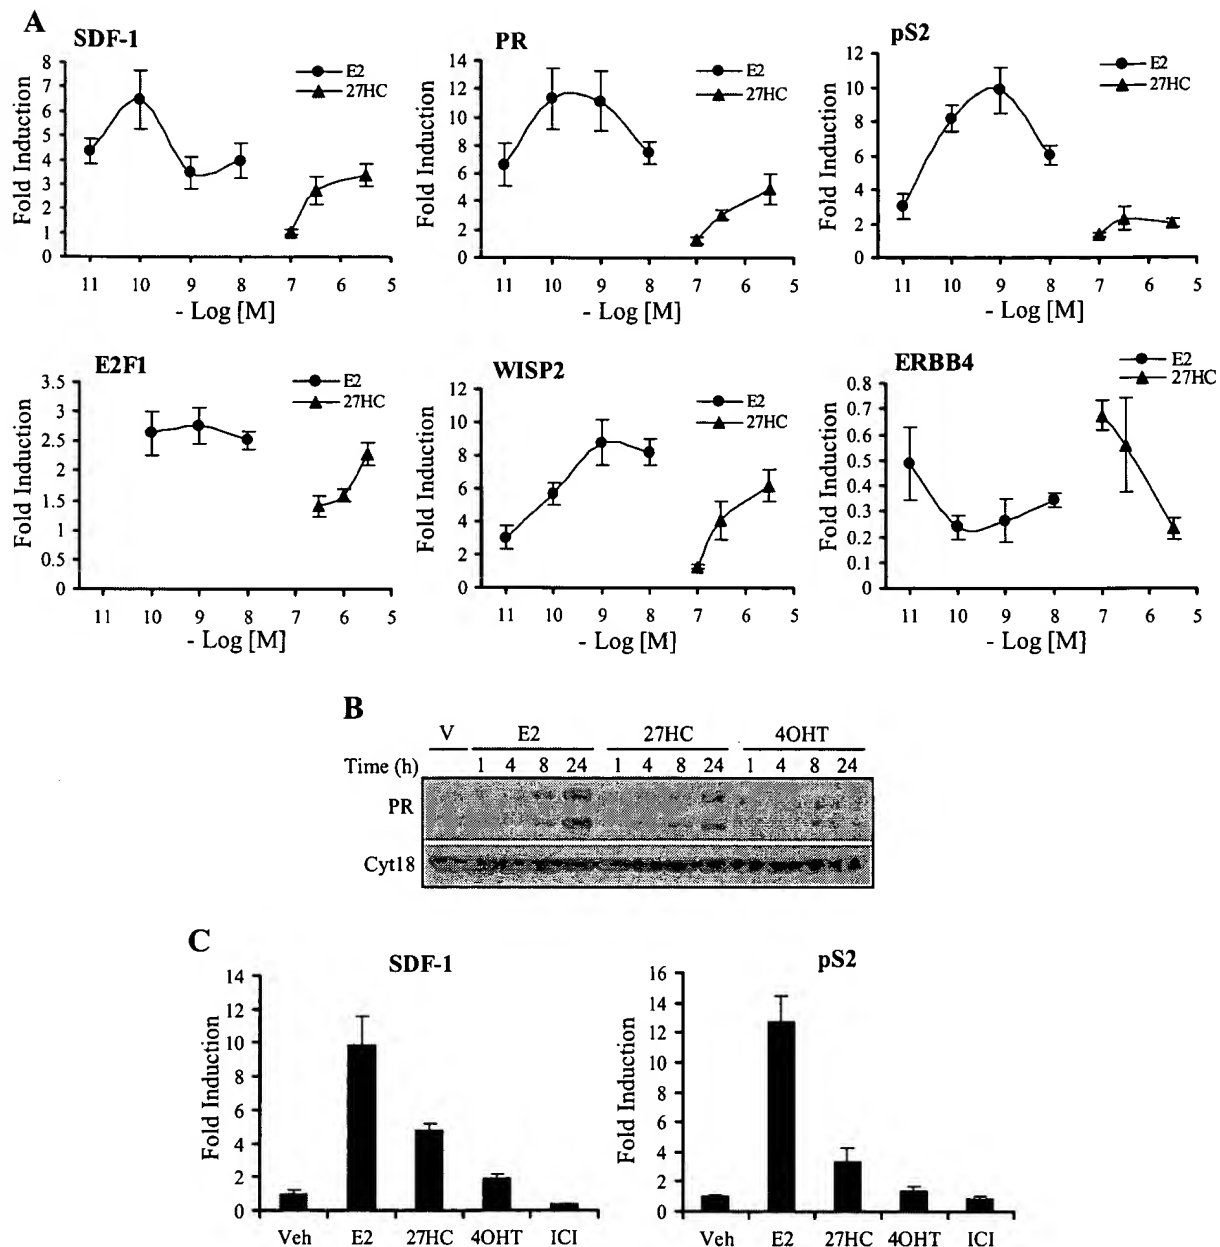 A
SDF-1
Fold Induction
8
7
6
5
4
3
2
1
0
E2
27HC
11 10 9 8 7 6 5
- Log [M]
PR
Fold Induction
14
12
10
8
6
4
2
0
E2
27HC
11 10 9 8 7 6 5
- Log [M]
pS2
Fold Induction
12
10
8
6
4
2
0
E2
27HC
11 10 9 8 7 6 5
- Log [M]
E2F1
Fold Induction
3.5
3
2.5
2
1.5
1
0.5
0
E2
27HC
11 10 9 8 7 6 5
- Log [M]
WISP2
Fold Induction
12
10
8
6
4
2
0
E2
27HC
11 10 9 8 7 6 5
- Log [M]
ERBB4
Fold Induction
0.8
0.7
0.6
0.5
0.4
0.3
0.2
0.1
0
E2
27HC
11 10 9 8 7 6 5
- Log [M]
B
V E2 27HC 4OHT
Time (h) 1 4 8 24 1 4 8 24 1 4 8 24
PR
Cyt18
C
SDF-1
Fold Induction
14
12
10
8
6
4
2
0
Veh E2 27HC 4OHT ICI
pS2
Fold Induction
16
14
12
10
8
6
4
2
0
Veh E2 27HC 4OHT ICI